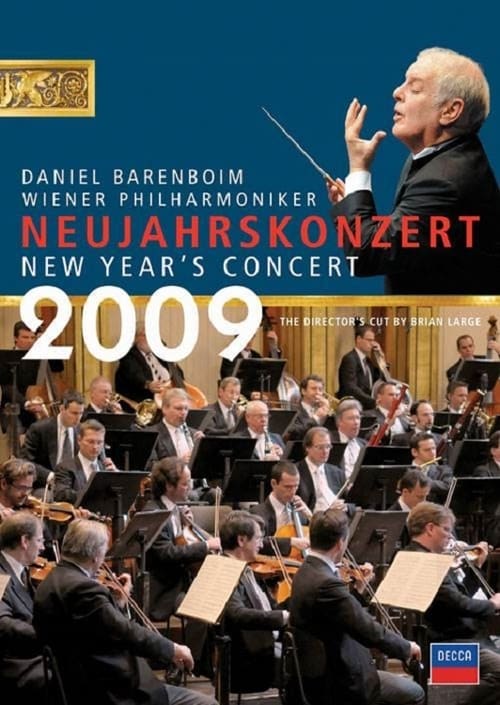 DANIEL BARENBOIM
WIENER PHILHARMONIKER
NEUJAHRSKONZERT
NEW YEAR'S CONCERT
2009
THE DIRECTOR'S CUT BY BRIAN LARGE
DECCA